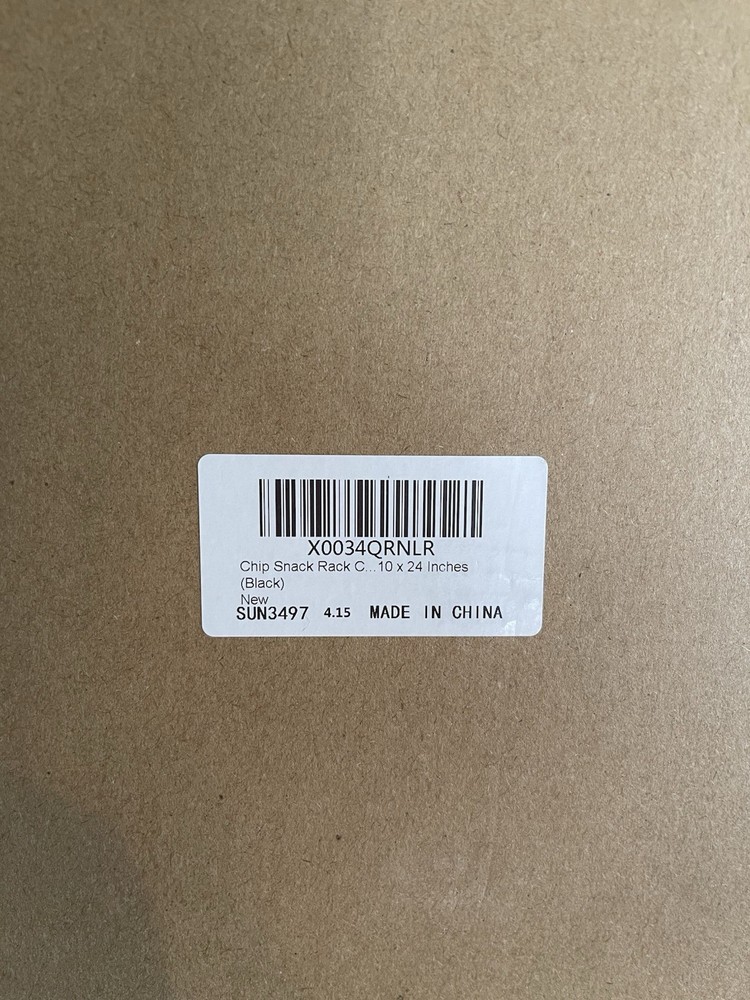 X0034QRNLR
Chip Snack Rack C...10 x 24 Inches
(Black)
New
SUN3497 4.15 MADE IN CHINA